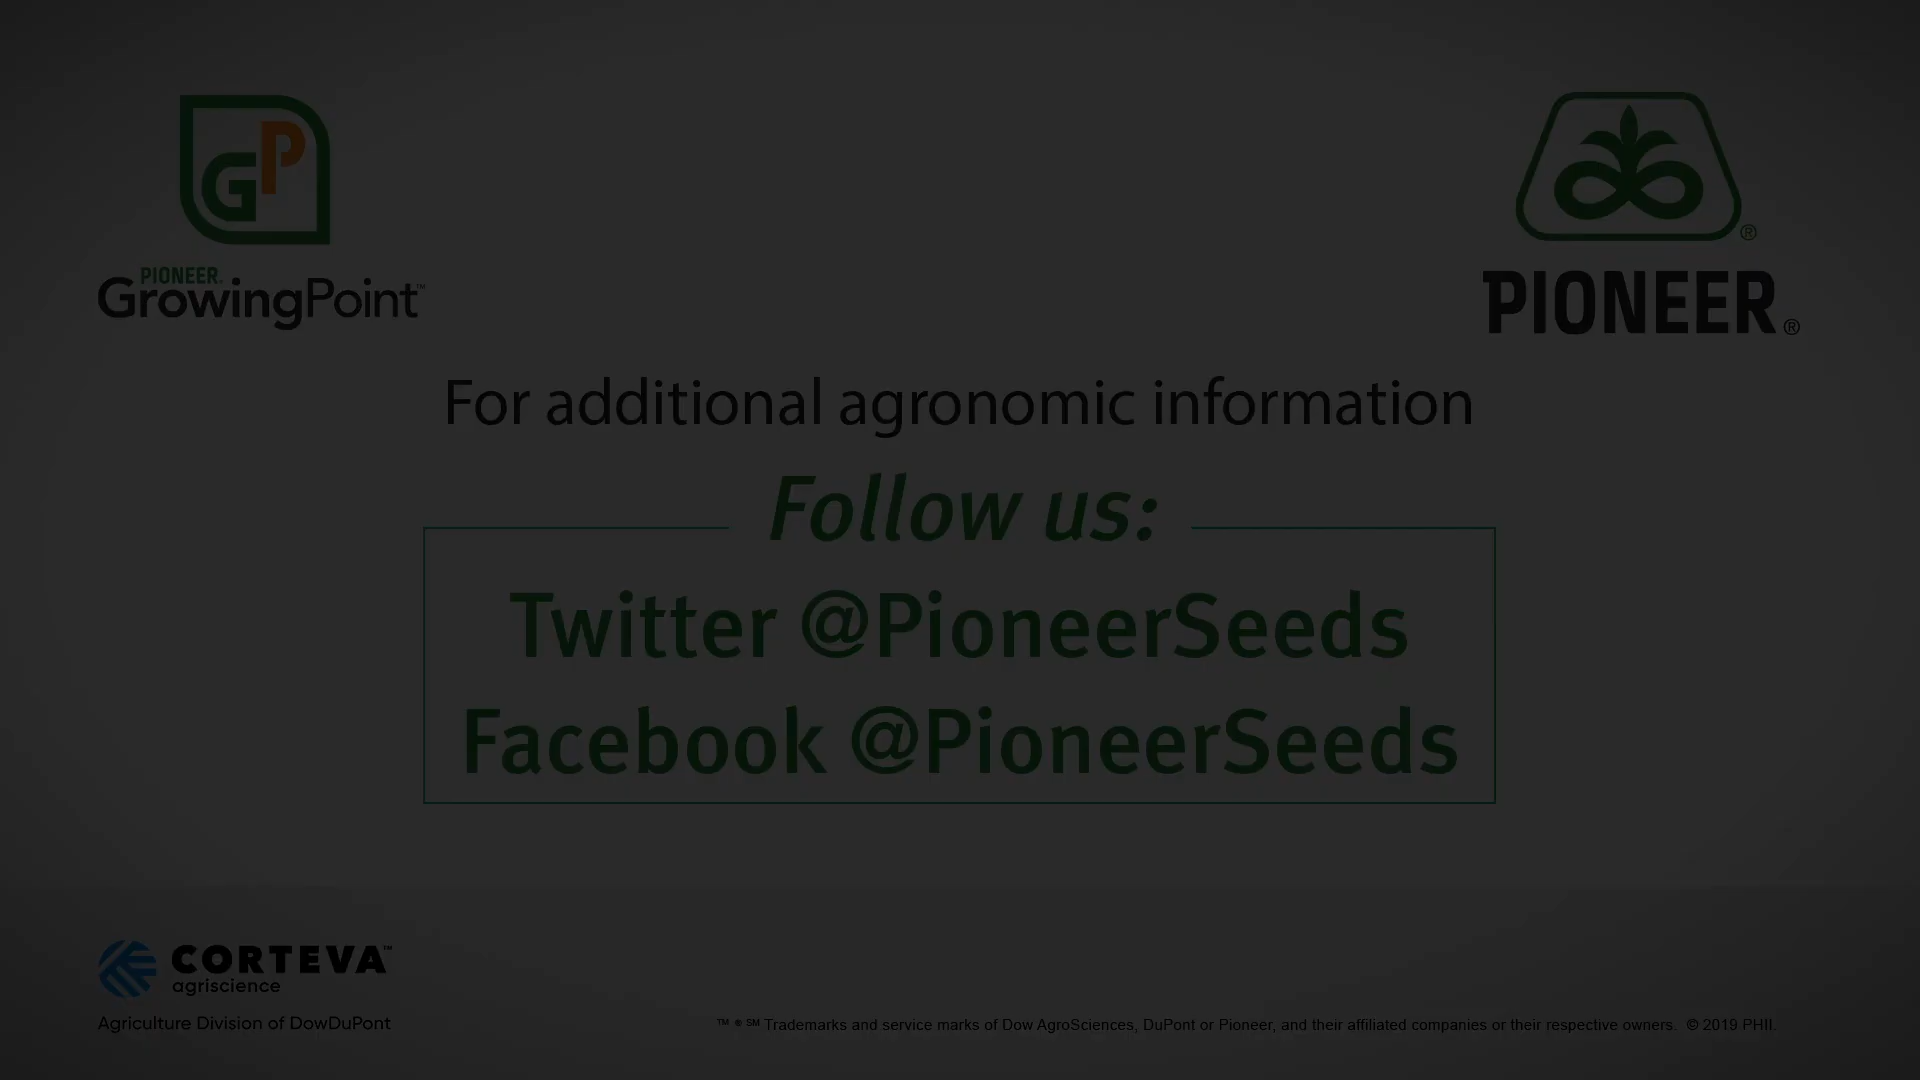 GP
PIONEER®
GrowingPoint™
®
PIONEER®
For additional agronomic information
Follow us:
Twitter @PioneerSeeds
Facebook @PioneerSeeds
CORTEVA™
agriscience
Agriculture Division of DowDuPont
™ ® ℠ Trademarks and service marks of Dow AgroSciences, DuPont or Pioneer, and their affiliated companies or their respective owners. © 2019 PHII.